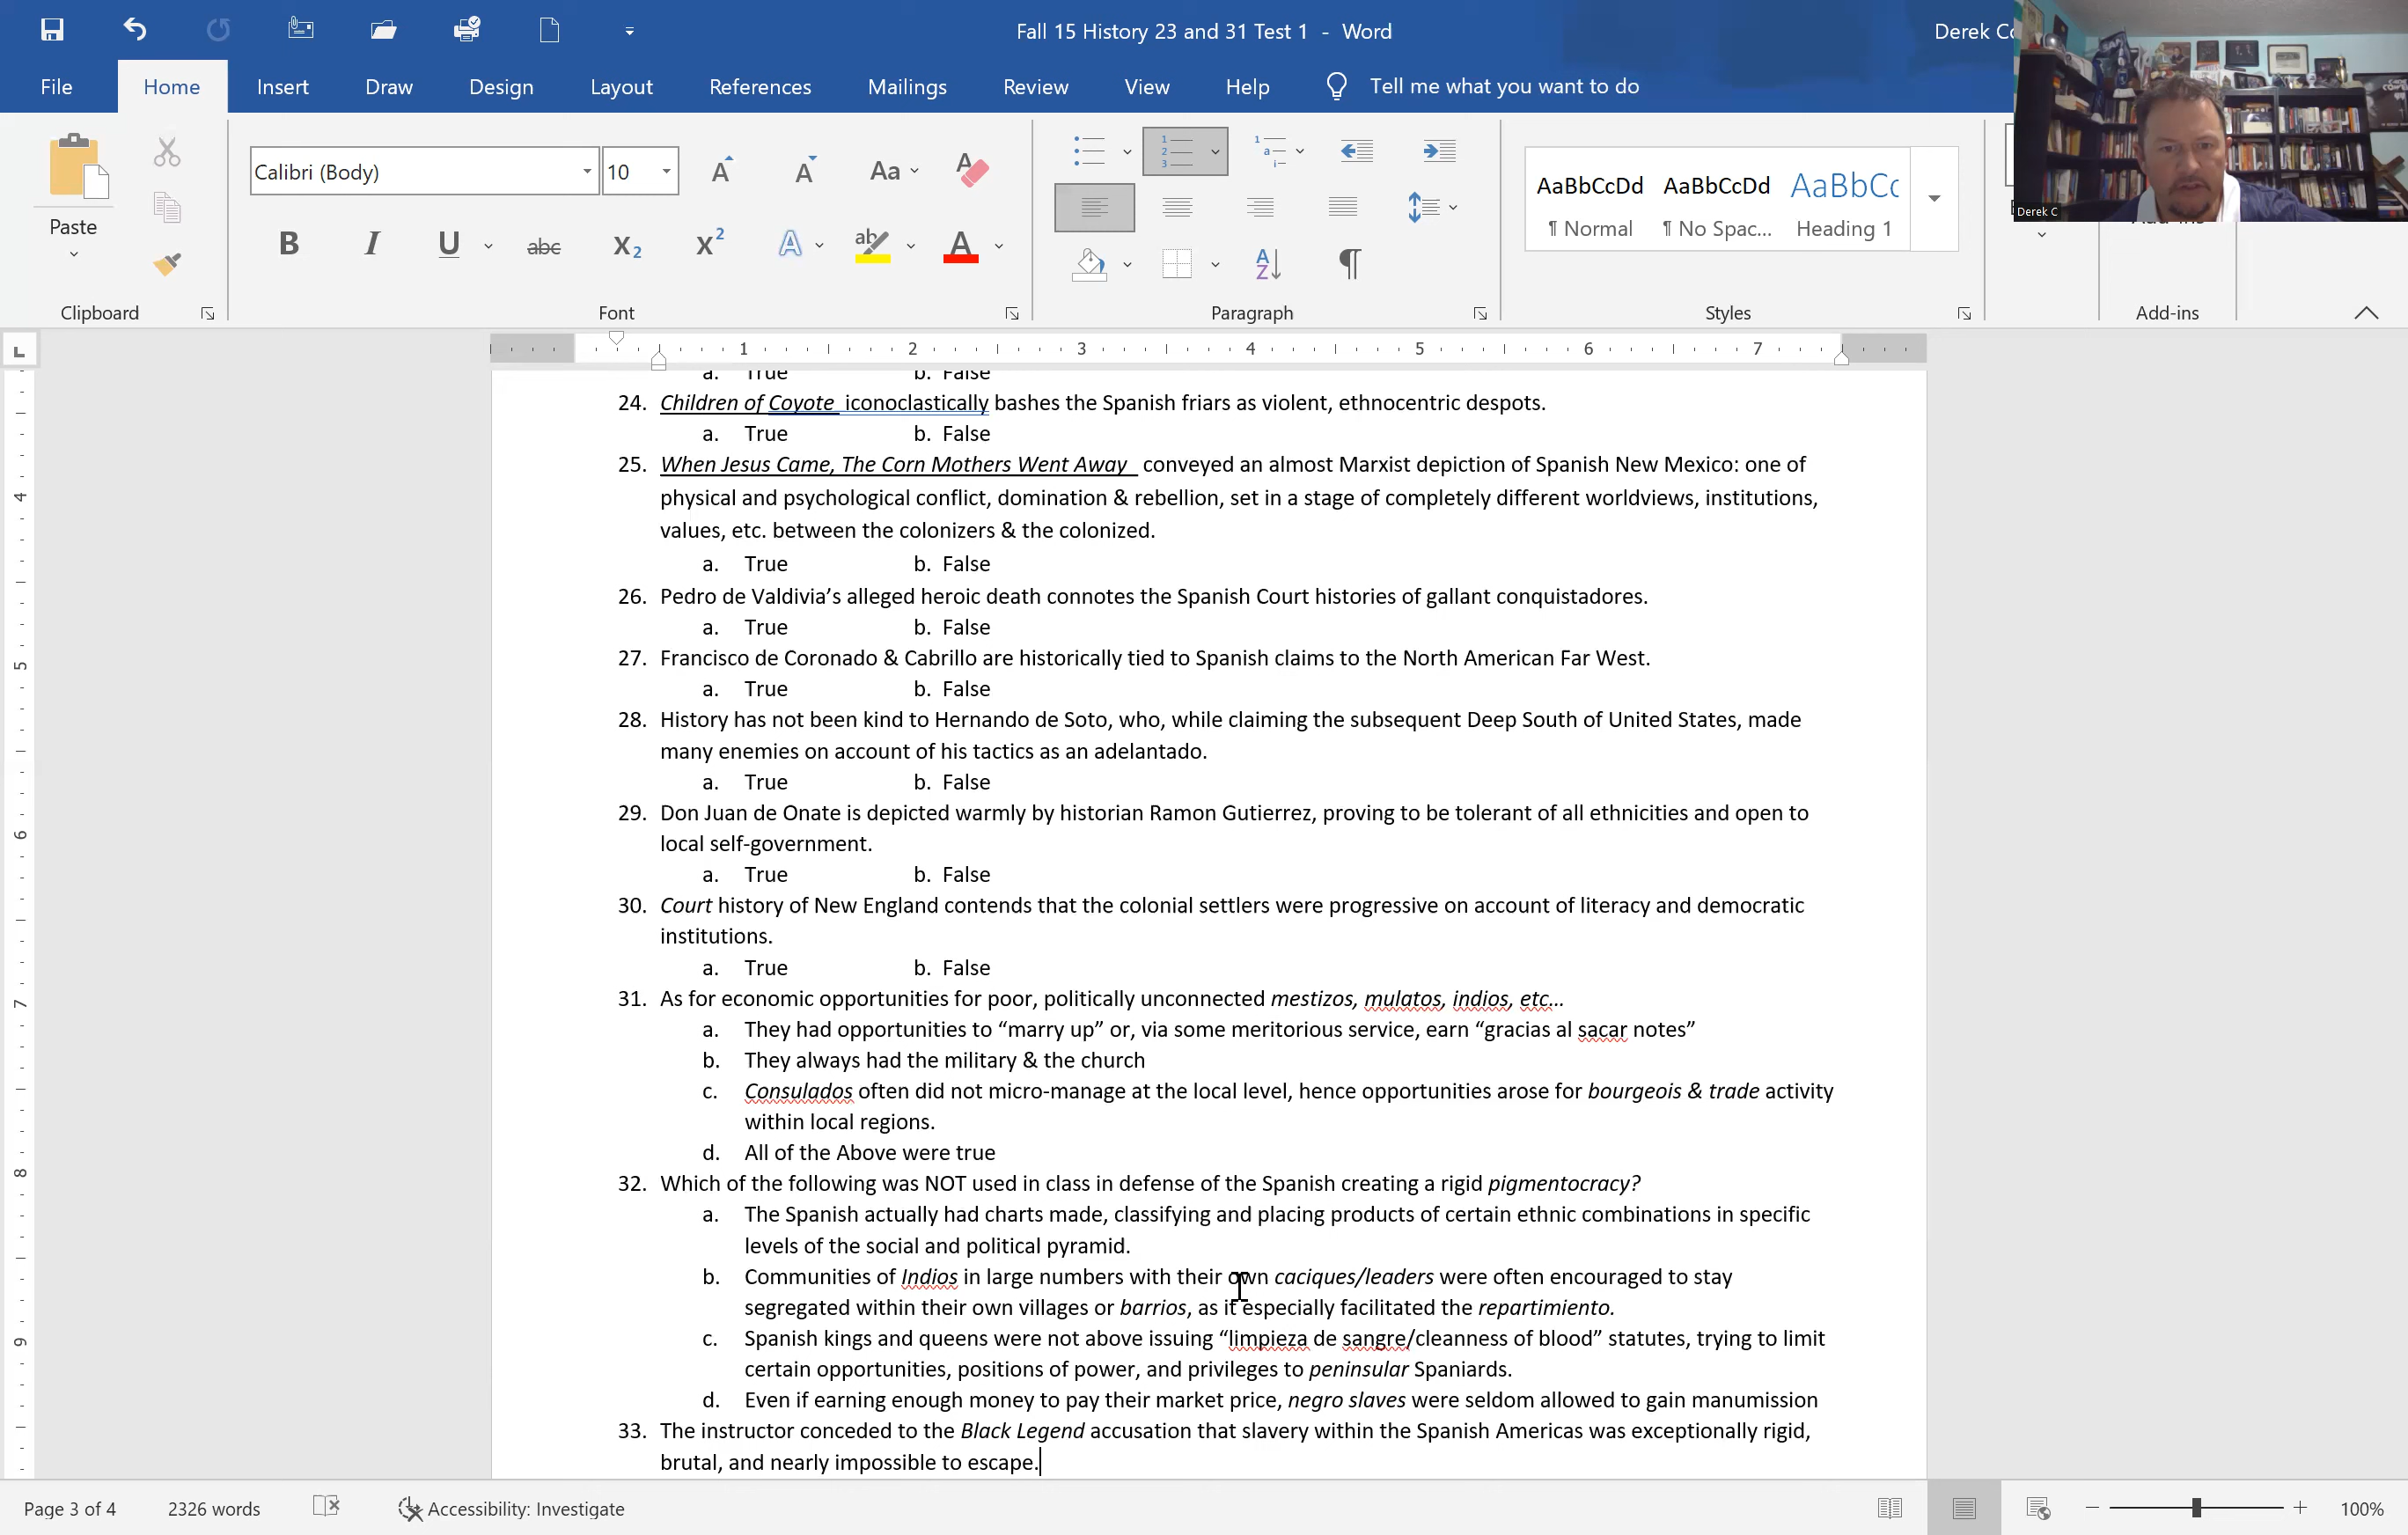 Fall 15 History 23 and 31 Test 1 - Word
Derek
File Home Insert Draw Design Layout References Mailings Review View Help Tell me what you want to do
Paste
Calibri (Body) 10
Clipboard
Font
Paragraph
AaBbCcDd AaBbCcDd AaBbCc
¶ Normal ¶ No Spac... Heading 1
Styles
Add-ins
Derek C
1 2 3 4 5 6 7
a. True b. False
24. Children of Coyote iconoclastically bashes the Spanish friars as violent, ethnocentric despots.
a. True b. False
25. When Jesus Came, The Corn Mothers Went Away conveyed an almost Marxist depiction of Spanish New Mexico: one of
physical and psychological conflict, domination & rebellion, set in a stage of completely different worldviews, institutions,
values, etc. between the colonizers & the colonized.
a. True b. False
26. Pedro de Valdivia’s alleged heroic death connotes the Spanish Court histories of gallant conquistadores.
a. True b. False
27. Francisco de Coronado & Cabrillo are historically tied to Spanish claims to the North American Far West.
a. True b. False
28. History has not been kind to Hernando de Soto, who, while claiming the subsequent Deep South of United States, made
many enemies on account of his tactics as an adelantado.
a. True b. False
29. Don Juan de Onate is depicted warmly by historian Ramon Gutierrez, proving to be tolerant of all ethnicities and open to
local self-government.
a. True b. False
30. Court history of New England contends that the colonial settlers were progressive on account of literacy and democratic
institutions.
a. True b. False
31. As for economic opportunities for poor, politically unconnected mestizos, mulatos, indios, etc…
a. They had opportunities to “marry up” or, via some meritorious service, earn “gracias al sacar notes”
b. They always had the military & the church
c. Consulados often did not micro-manage at the local level, hence opportunities arose for bourgeois & trade activity
within local regions.
d. All of the Above were true
32. Which of the following was NOT used in class in defense of the Spanish creating a rigid pigmentocracy?
a. The Spanish actually had charts made, classifying and placing products of certain ethnic combinations in specific
levels of the social and political pyramid.
b. Communities of Indios in large numbers with their own caciques/leaders were often encouraged to stay
segregated within their own villages or barrios, as it especially facilitated the repartimiento.
c. Spanish kings and queens were not above issuing “limpieza de sangre/cleanness of blood” statutes, trying to limit
certain opportunities, positions of power, and privileges to peninsular Spaniards.
d. Even if earning enough money to pay their market price, negro slaves were seldom allowed to gain manumission
33. The instructor conceded to the Black Legend accusation that slavery within the Spanish Americas was exceptionally rigid,
brutal, and nearly impossible to escape.
Page 3 of 4 2326 words Accessibility: Investigate 100%